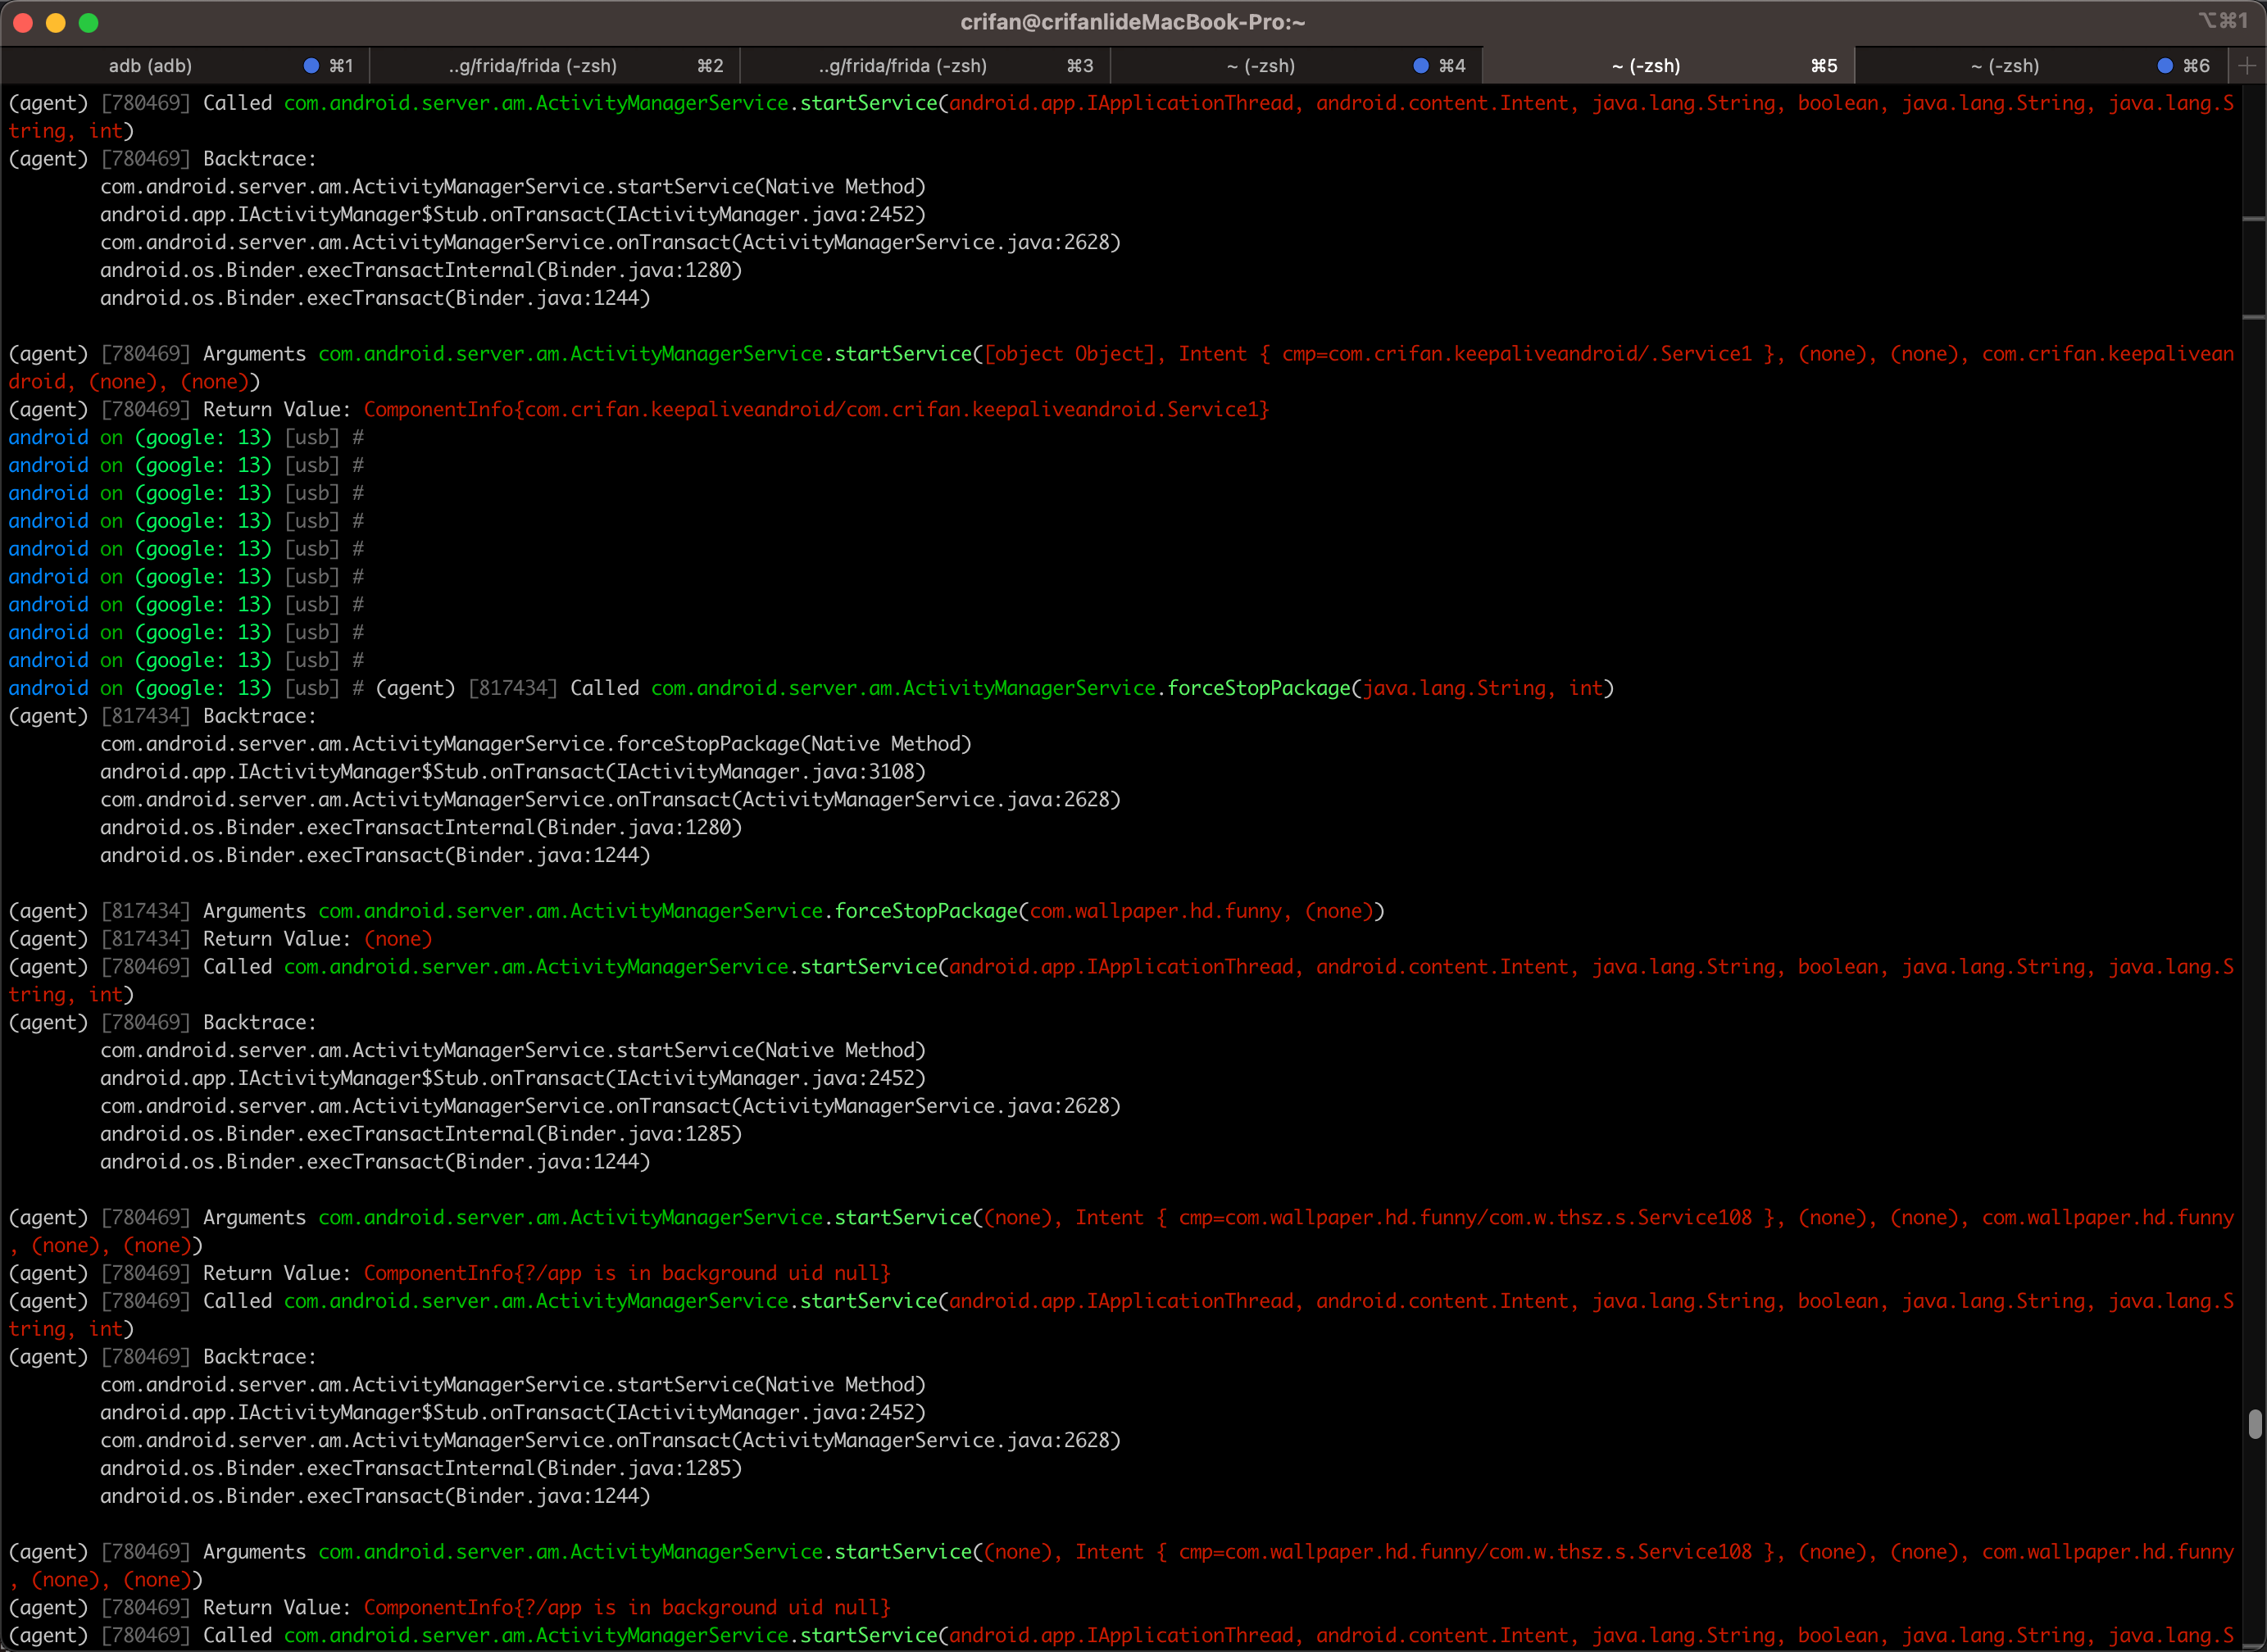 crifan@crifanlideMacBook-Pro:~
⌥⌘1
adb (adb) ⌘1 ..g/frida/frida (-zsh) ⌘2 ..g/frida/frida (-zsh) ⌘3 ~ (-zsh) ⌘4 ~ (-zsh) ⌘5 ~ (-zsh) ⌘6 +
(agent) [780469] Called com.android.server.am.ActivityManagerService.startService(android.app.IApplicationThread, android.content.Intent, java.lang.String, boolean, java.lang.String, java.lang.S
tring, int)
(agent) [780469] Backtrace:
com.android.server.am.ActivityManagerService.startService(Native Method)
android.app.IActivityManager$Stub.onTransact(IActivityManager.java:2452)
com.android.server.am.ActivityManagerService.onTransact(ActivityManagerService.java:2628)
android.os.Binder.execTransactInternal(Binder.java:1280)
android.os.Binder.execTransact(Binder.java:1244)
(agent) [780469] Arguments com.android.server.am.ActivityManagerService.startService([object Object], Intent { cmp=com.crifan.keepaliveandroid/.Service1 }, (none), (none), com.crifan.keepalivean
droid, (none), (none))
(agent) [780469] Return Value: ComponentInfo{com.crifan.keepaliveandroid/com.crifan.keepaliveandroid.Service1}
android on (google: 13) [usb] #
android on (google: 13) [usb] #
android on (google: 13) [usb] #
android on (google: 13) [usb] #
android on (google: 13) [usb] #
android on (google: 13) [usb] #
android on (google: 13) [usb] #
android on (google: 13) [usb] #
android on (google: 13) [usb] #
android on (google: 13) [usb] # (agent) [817434] Called com.android.server.am.ActivityManagerService.forceStopPackage(java.lang.String, int)
(agent) [817434] Backtrace:
com.android.server.am.ActivityManagerService.forceStopPackage(Native Method)
android.app.IActivityManager$Stub.onTransact(IActivityManager.java:3108)
com.android.server.am.ActivityManagerService.onTransact(ActivityManagerService.java:2628)
android.os.Binder.execTransactInternal(Binder.java:1280)
android.os.Binder.execTransact(Binder.java:1244)
(agent) [817434] Arguments com.android.server.am.ActivityManagerService.forceStopPackage(com.wallpaper.hd.funny, (none))
(agent) [817434] Return Value: (none)
(agent) [780469] Called com.android.server.am.ActivityManagerService.startService(android.app.IApplicationThread, android.content.Intent, java.lang.String, boolean, java.lang.String, java.lang.S
tring, int)
(agent) [780469] Backtrace:
com.android.server.am.ActivityManagerService.startService(Native Method)
android.app.IActivityManager$Stub.onTransact(IActivityManager.java:2452)
com.android.server.am.ActivityManagerService.onTransact(ActivityManagerService.java:2628)
android.os.Binder.execTransactInternal(Binder.java:1285)
android.os.Binder.execTransact(Binder.java:1244)
(agent) [780469] Arguments com.android.server.am.ActivityManagerService.startService((none), Intent { cmp=com.wallpaper.hd.funny/com.w.thsz.s.Service108 }, (none), (none), com.wallpaper.hd.funny
, (none), (none))
(agent) [780469] Return Value: ComponentInfo{?/app is in background uid null}
(agent) [780469] Called com.android.server.am.ActivityManagerService.startService(android.app.IApplicationThread, android.content.Intent, java.lang.String, boolean, java.lang.String, java.lang.S
tring, int)
(agent) [780469] Backtrace:
com.android.server.am.ActivityManagerService.startService(Native Method)
android.app.IActivityManager$Stub.onTransact(IActivityManager.java:2452)
com.android.server.am.ActivityManagerService.onTransact(ActivityManagerService.java:2628)
android.os.Binder.execTransactInternal(Binder.java:1285)
android.os.Binder.execTransact(Binder.java:1244)
(agent) [780469] Arguments com.android.server.am.ActivityManagerService.startService((none), Intent { cmp=com.wallpaper.hd.funny/com.w.thsz.s.Service108 }, (none), (none), com.wallpaper.hd.funny
, (none), (none))
(agent) [780469] Return Value: ComponentInfo{?/app is in background uid null}
(agent) [780469] Called com.android.server.am.ActivityManagerService.startService(android.app.IApplicationThread, android.content.Intent, java.lang.String, boolean, java.lang.String, java.lang.S